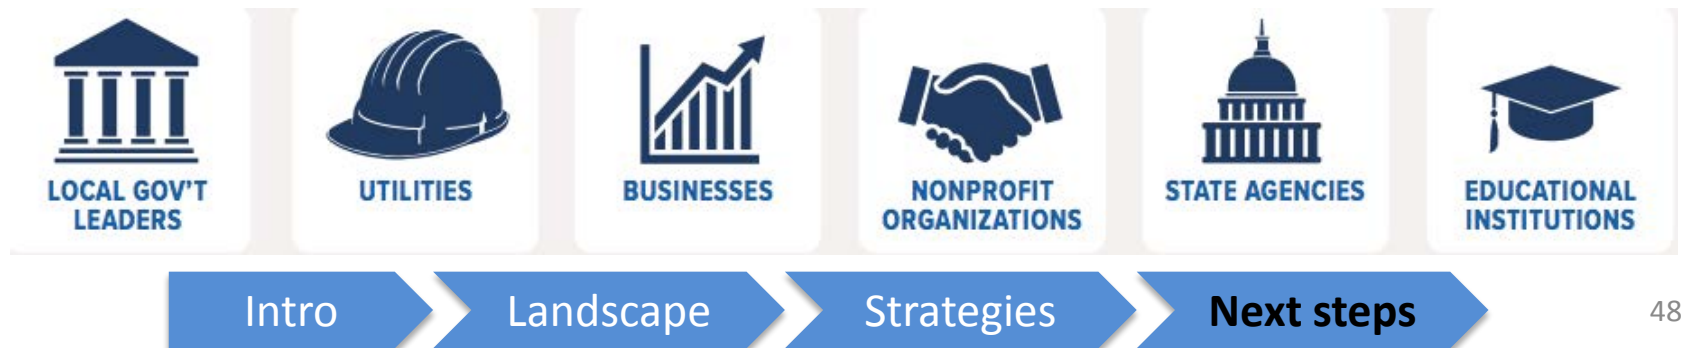 LOCAL GOV'T
LEADERS
UTILITIES
BUSINESSES
NONPROFIT
ORGANIZATIONS
STATE AGENCIES
EDUCATIONAL
INSTITUTIONS
Intro
Landscape
Strategies
Next steps
48